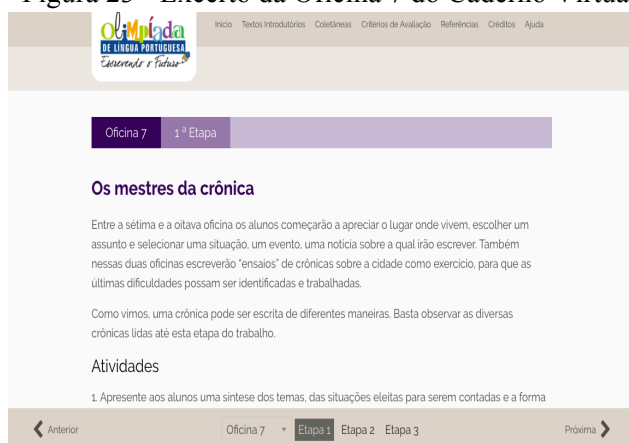 Figura 25 - Excerto da Oficina 7 do Caderno Virtua
Olimpíada
DE LÍNGUA PORTUGUESA
Escrevendo o Futuro
Início Textos Introdutórios Coletâneas Critérios de Avaliação Referências Créditos Ajuda
Oficina 7 1ª Etapa
Os mestres da crônica
Entre a sétima e a oitava oficina os alunos começarão a apreciar o lugar onde vivem, escolher um
assunto e selecionar uma situação, um evento, uma notícia sobre a qual irão escrever. Também
nessas duas oficinas escreverão "ensaios" de crônicas sobre a cidade como exercício, para que as
últimas dificuldades possam ser identificadas e trabalhadas.
Como vimos, uma crônica pode ser escrita de diferentes maneiras. Basta observar as diversas
crônicas lidas até esta etapa do trabalho.
Atividades
1. Apresente aos alunos uma síntese dos temas, das situações eleitas para serem contadas e a forma
Anterior Oficina 7 Etapa 1 Etapa 2 Etapa 3 Próxima